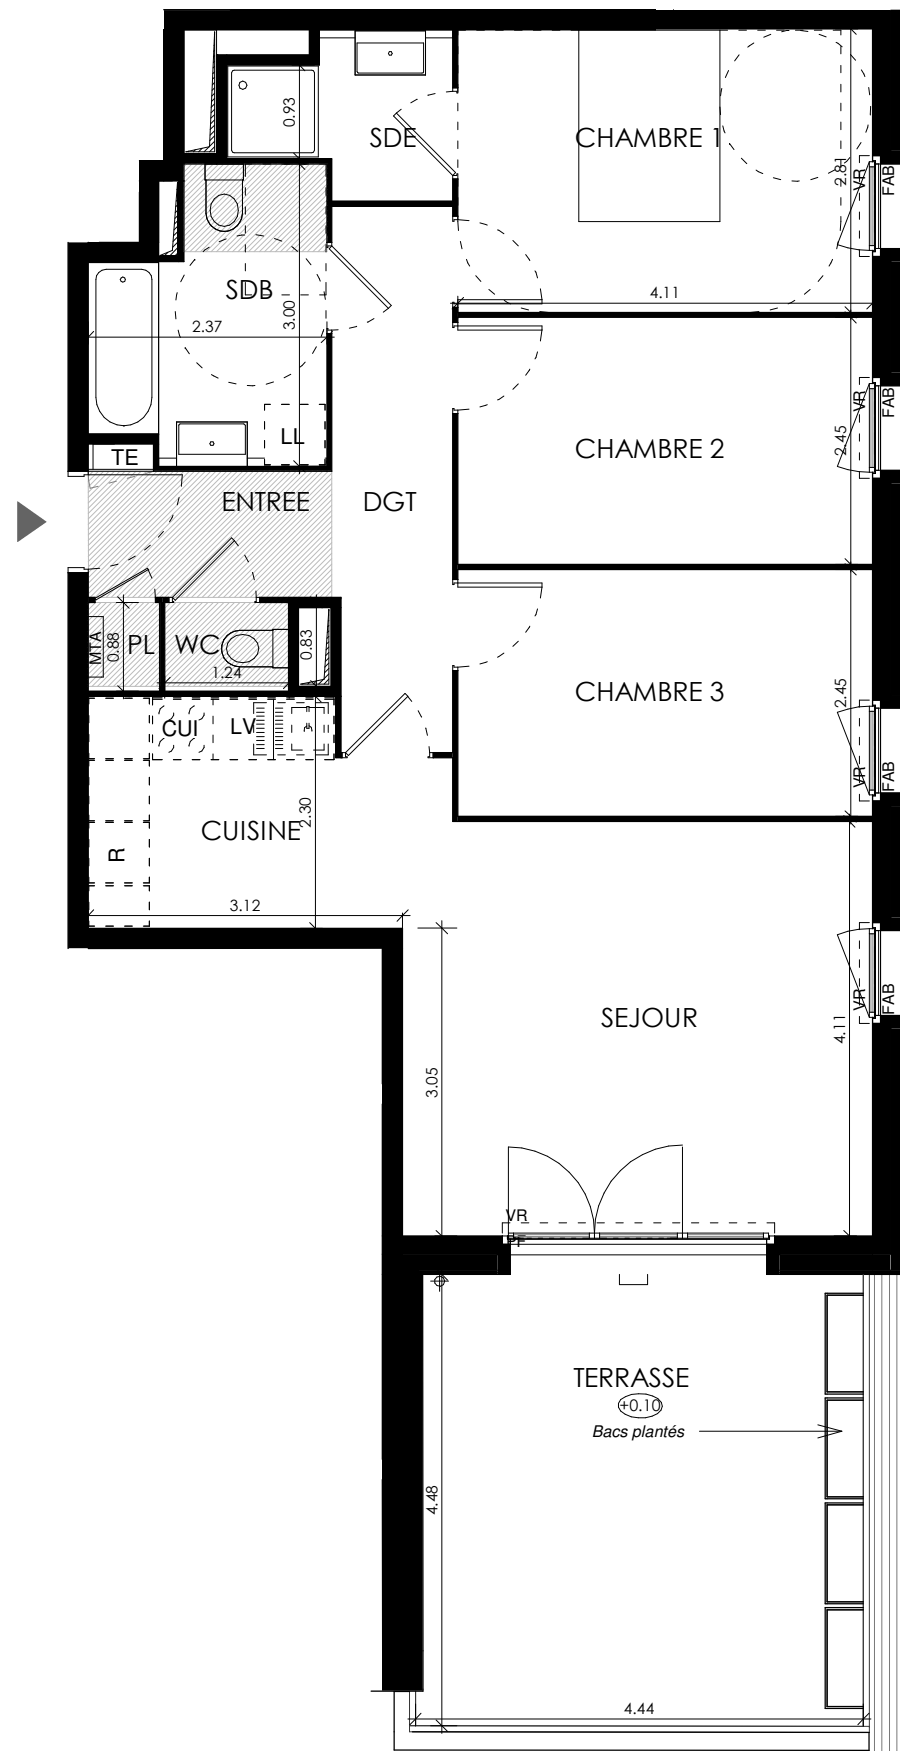 0.93
SDE
CHAMBRE 1
2.81
VR
FAB
SDB
3.00
2.37
4.11
CHAMBRE 2
2.45
VR
FAB
LL
TE
ENTREE
DGT
MTA
0.88
PL
WC
1.24
0.83
CHAMBRE 3
2.45
VR
FAB
CUI
LV
CUISINE
2.30
R
3.12
SEJOUR
VR
FAB
4.11
3.05
VR
PF
TERRASSE
+0.10
Bacs plantés
4.48
4.44